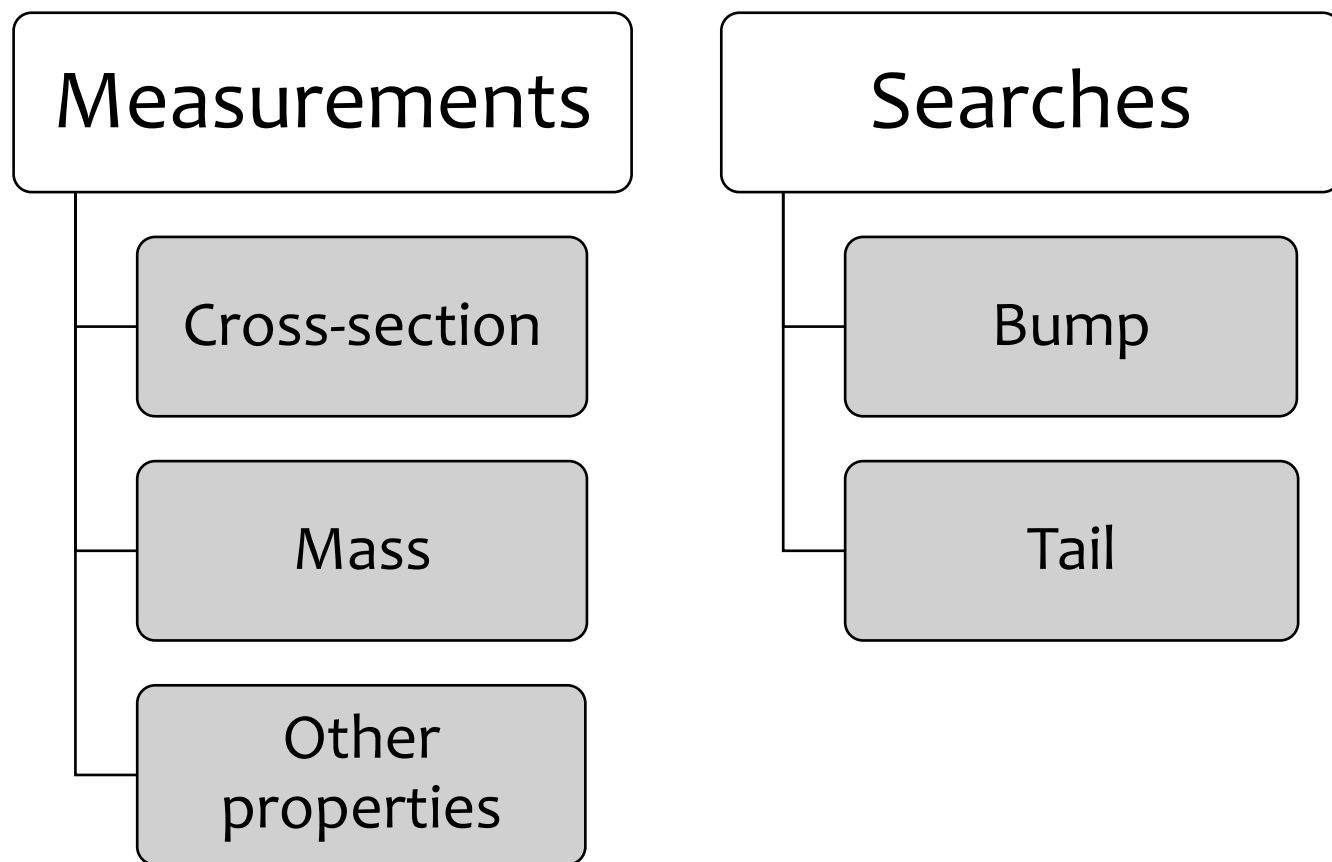 Measurements
Cross-section
Mass
Other
properties
Searches
Bump
Tail